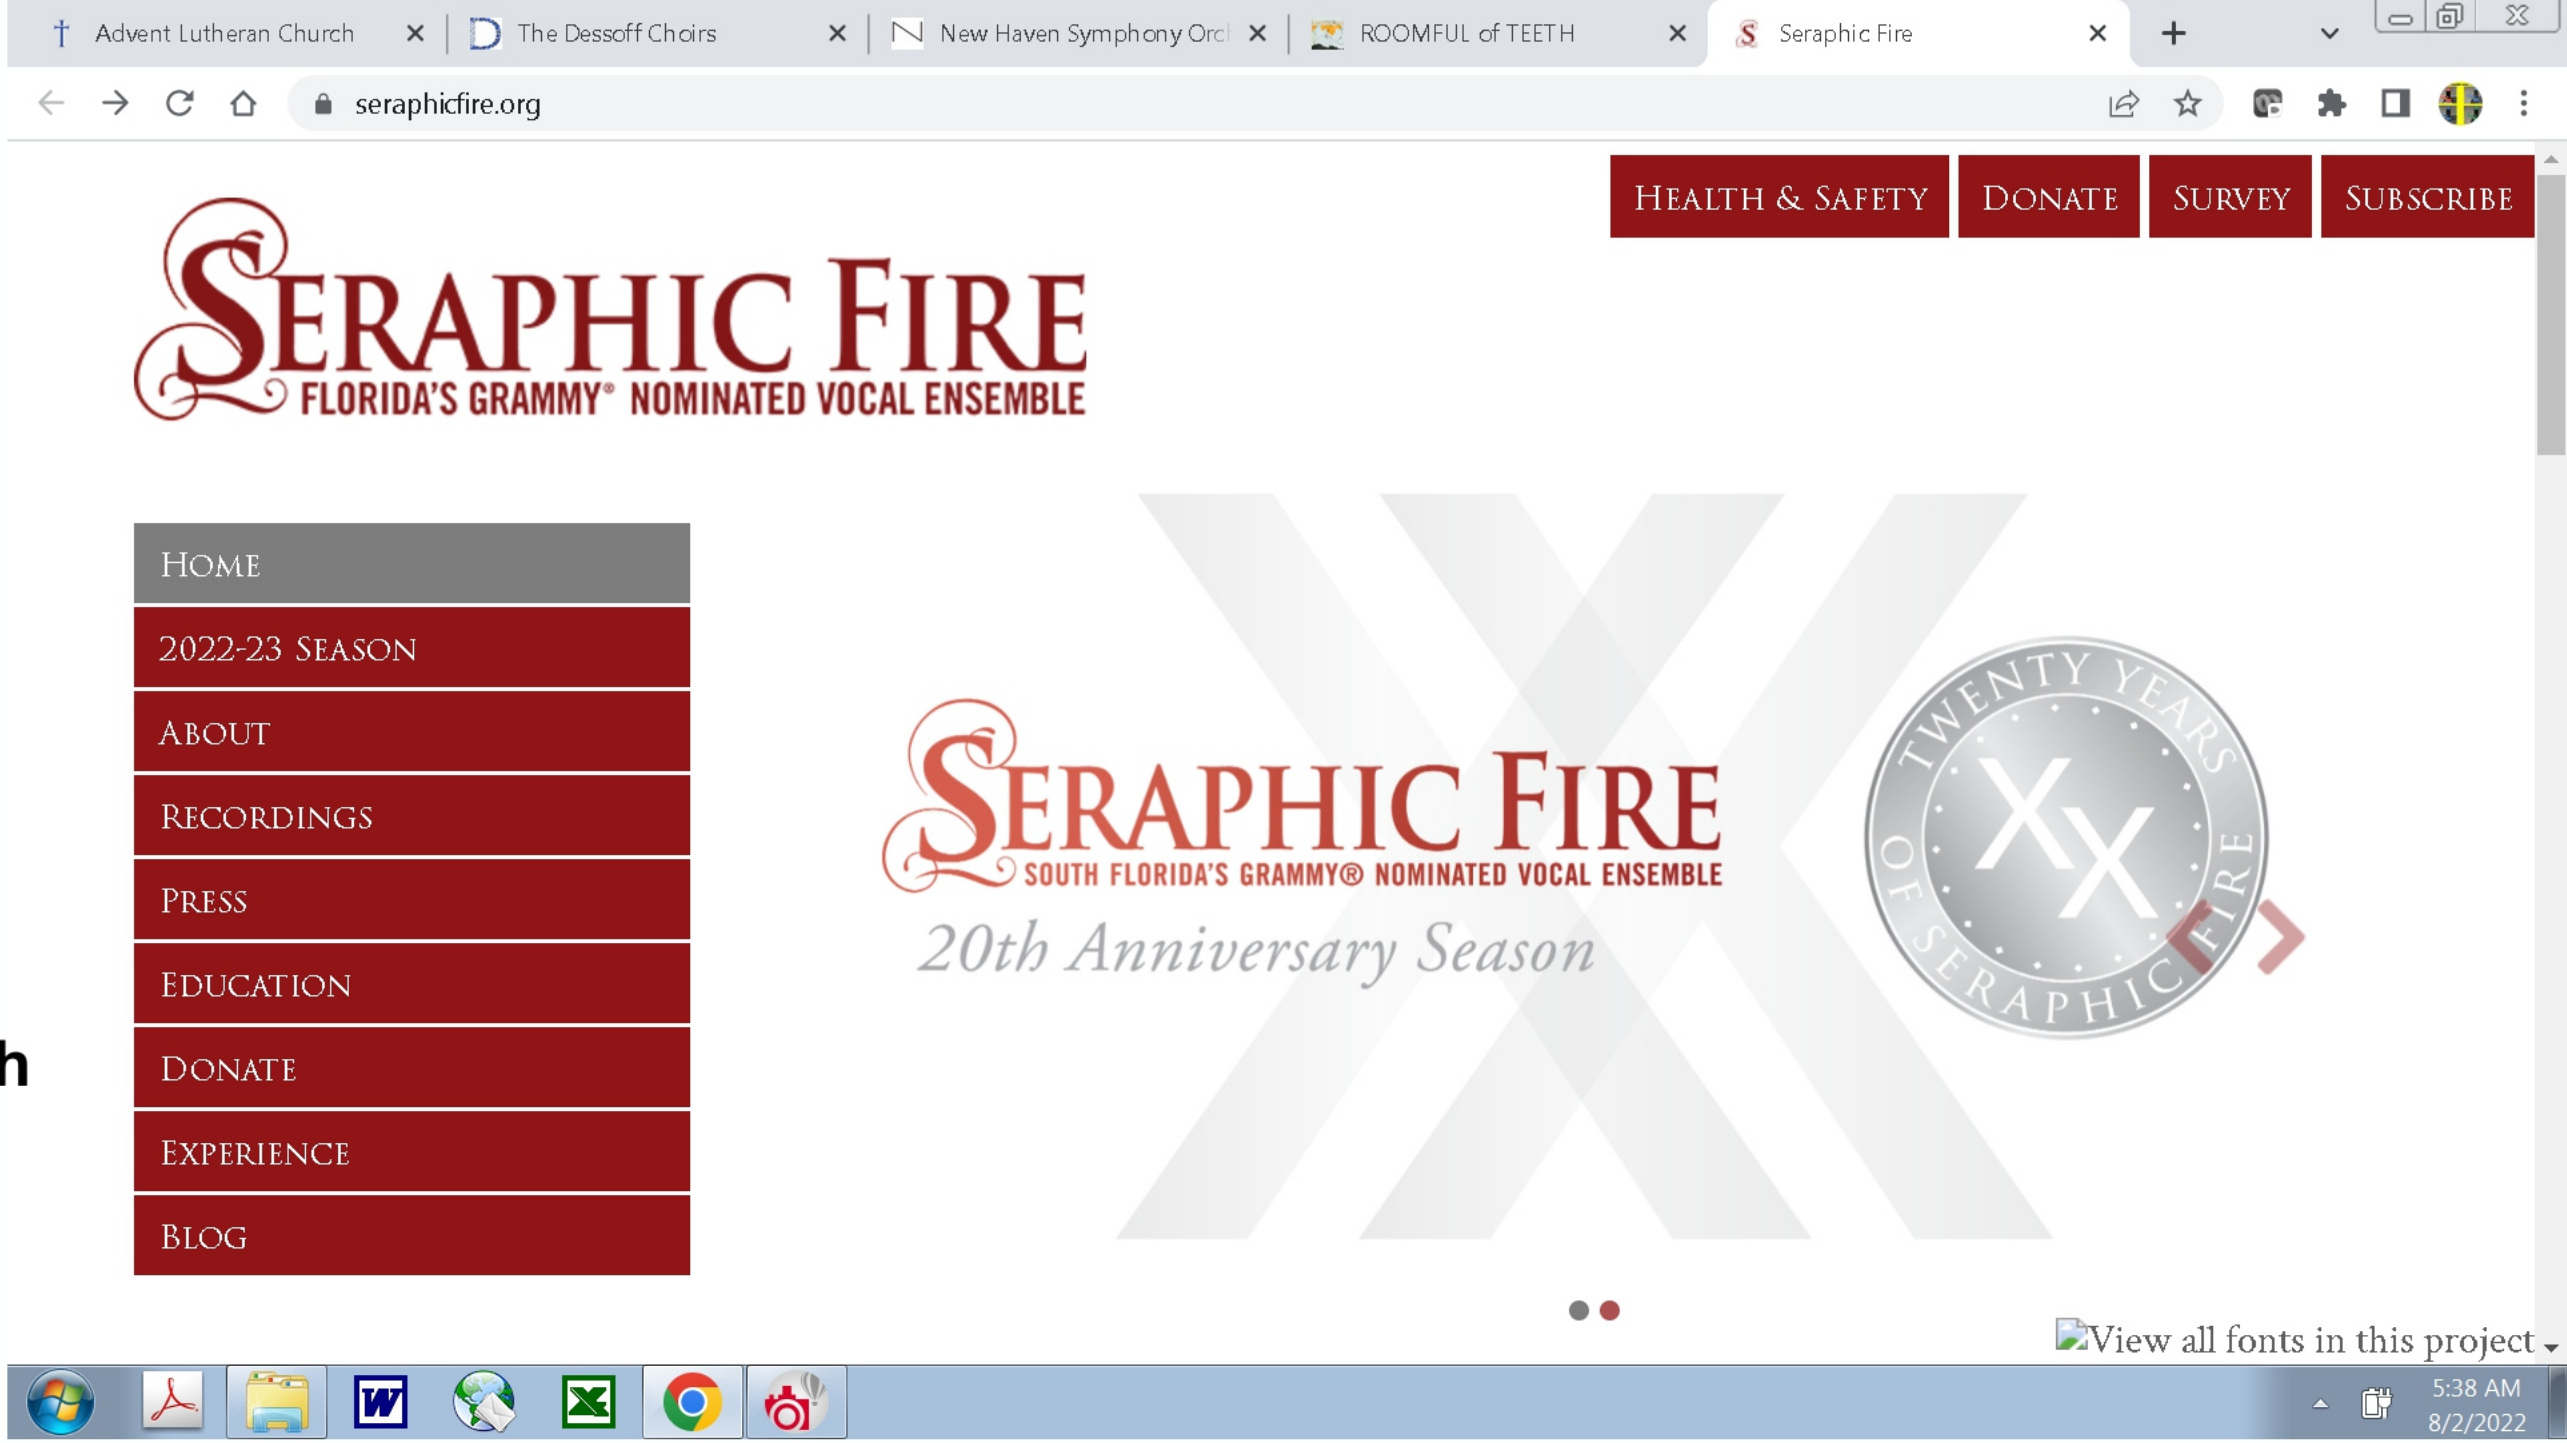 Advent Lutheran Church
The Dessoff Choirs
New Haven Symphony Orc
ROOMFUL of TEETH
Seraphic Fire
seraphicfire.org
HEALTH & SAFETY
DONATE
SURVEY
SUBSCRIBE
SERAPHIC FIRE
FLORIDA'S GRAMMY® NOMINATED VOCAL ENSEMBLE
HOME
2022-23 SEASON
ABOUT
RECORDINGS
PRESS
EDUCATION
DONATE
EXPERIENCE
BLOG
SERAPHIC FIRE
SOUTH FLORIDA'S GRAMMY® NOMINATED VOCAL ENSEMBLE
20th Anniversary Season
TWENTY YEARS
OF SERAPHIC FIRE
XX
h
View all fonts in this project
5:38 AM
8/2/2022